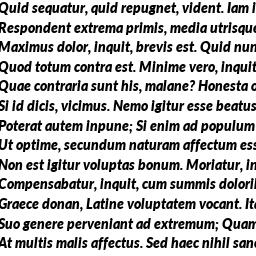 Quid sequatur, quid repugnet, vident. Iam i
Respondent extrema primis, media utrisque
Maximus dolor, inquit, brevis est. Quid nun
Quod totum contra est. Minime vero, inquit
Quae contraria sunt his, malane? Honesta o
Si id dicis, vicimus. Nemo igitur esse beatus
Poterat autem inpune; Si enim ad populum
Ut optime, secundum naturam affectum ess
Non est igitur voluptas bonum. Moriatur, in
Compensabatur, inquit, cum summis dolori
Graece donan, Latine voluptatem vocant. Ita
Suo genere perveniant ad extremum; Quam
At multis malis affectus. Sed haec nihil sane